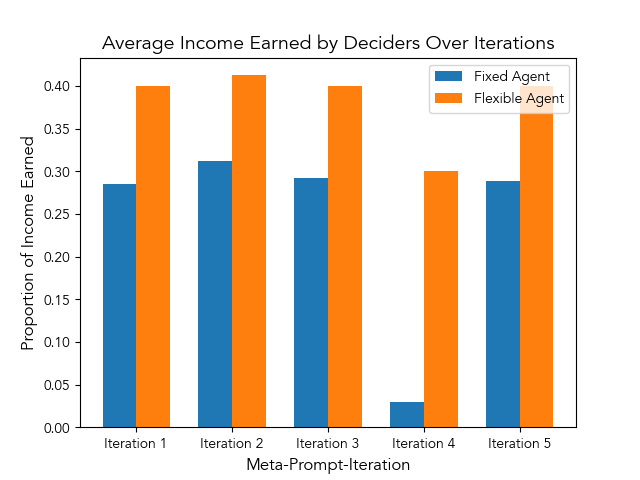 Average Income Earned by Deciders Over Iterations
Fixed Agent
Flexible Agent
Proportion of Income Earned
0.40
0.35
0.30
0.25
0.20
0.15
0.10
0.05
0.00
Iteration 1 Iteration 2 Iteration 3 Iteration 4 Iteration 5
Meta-Prompt-Iteration